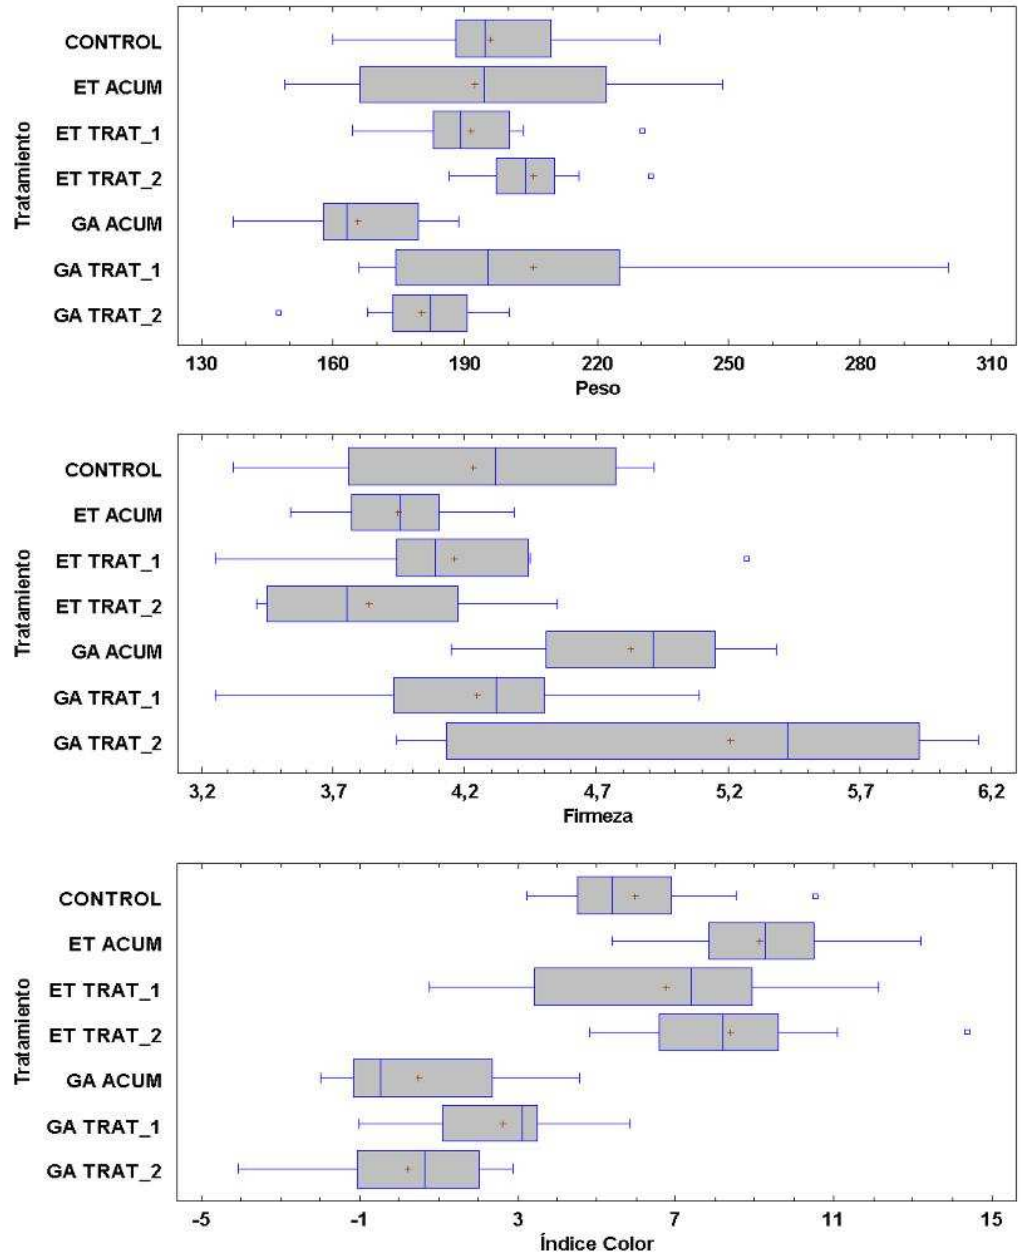 CONTROL
ET ACUM
ET TRAT_1
ET TRAT_2
GA ACUM
GA TRAT_1
GA TRAT_2
Tratamiento
130 160 190 220 250 280 310
Peso
CONTROL
ET ACUM
ET TRAT_1
ET TRAT_2
GA ACUM
GA TRAT_1
GA TRAT_2
Tratamiento
3,2 3,7 4,2 4,7 5,2 5,7 6,2
Firmeza
CONTROL
ET ACUM
ET TRAT_1
ET TRAT_2
GA ACUM
GA TRAT_1
GA TRAT_2
Tratamiento
-5 -1 3 7 11 15
Índice Color